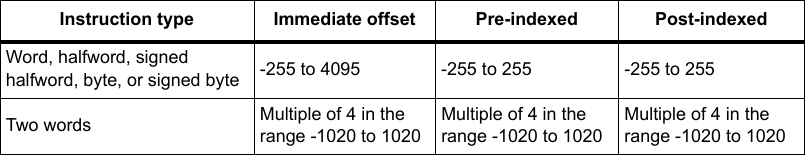 Instruction type Immediate offset Pre-indexed Post-indexed
Word, halfword, signed
halfword, byte, or signed byte -255 to 4095 -255 to 255 -255 to 255
Two words Multiple of 4 in the Multiple of 4 in the Multiple of 4 in the
range -1020 to 1020 range -1020 to 1020 range -1020 to 1020